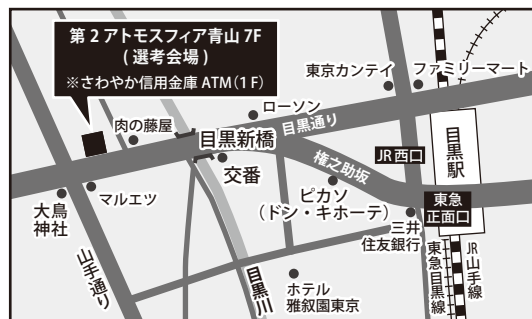 第2アトモスフィア青山 7F
(選考会場)
※さわやか信用金庫 ATM(1F)
東京カンテイ
ファミリーマート
ローソン
目黒通り
肉の藤屋
目黒新橋
交番
権之助坂
JR西口
目黒駅
マルエツ
大鳥
神社
ピカソ
(ドン・キホーテ)
東急
正面口
三井
住友銀行
山手通り
目黒川
ホテル
雅叙園東京
東急目黒線
JR山手線